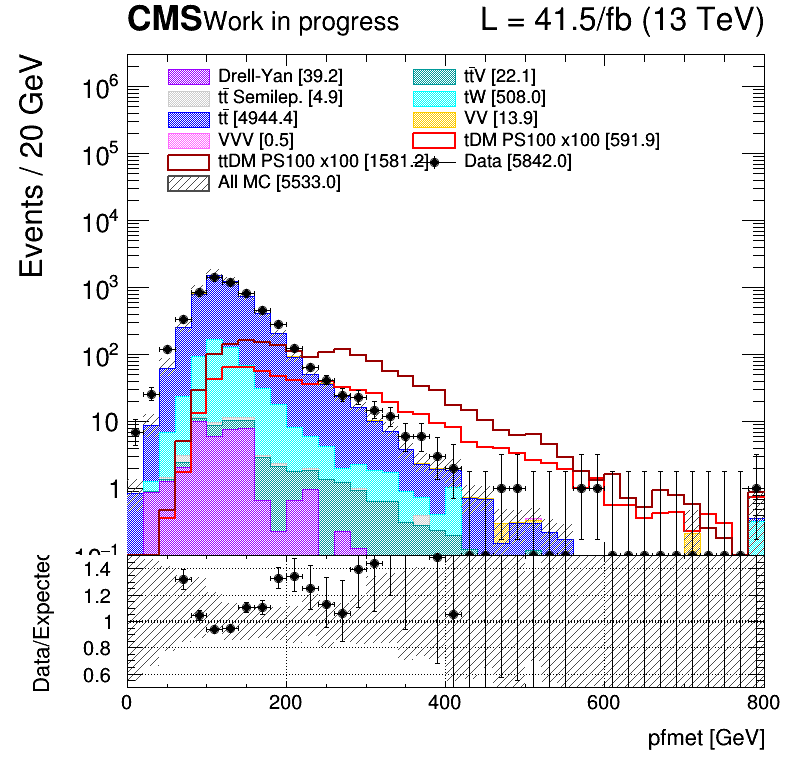 CMS Work in progress L = 41.5/fb (13 TeV)
Events / 20 GeV
Drell-Yan [39.2] tt̄V [22.1]
tt̄ Semilep. [4.9] tW [508.0]
tt̄ [4944.4] VV [13.9]
VVV [0.5] tDM PS100 x100 [591.9]
ttDM PS100 x100 [1581.2] Data [5842.0]
All MC [5533.0]
10⁶
10⁵
10⁴
10³
10²
10
1
10⁻¹
Data/Expected
1.4
1.2
1
0.8
0.6
0 200 400 600 800
pfmet [GeV]